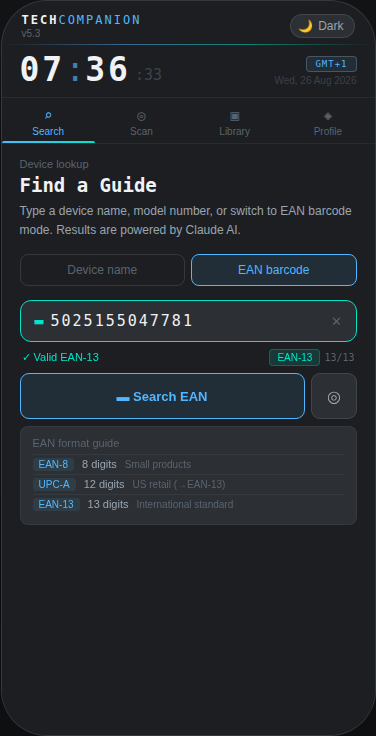 TECHCOMPANION
v5.3
🌙 Dark
07:36 :33
GMT+1
Wed, 26 Aug 2026
Search
Scan
Library
Profile
Device lookup
Find a Guide
Type a device name, model number, or switch to EAN barcode
mode. Results are powered by Claude AI.
Device name
EAN barcode
5025155047781 ×
✓ Valid EAN-13
EAN-13 13/13
Search EAN
EAN format guide
EAN-8 8 digits Small products
UPC-A 12 digits US retail (→EAN-13)
EAN-13 13 digits International standard